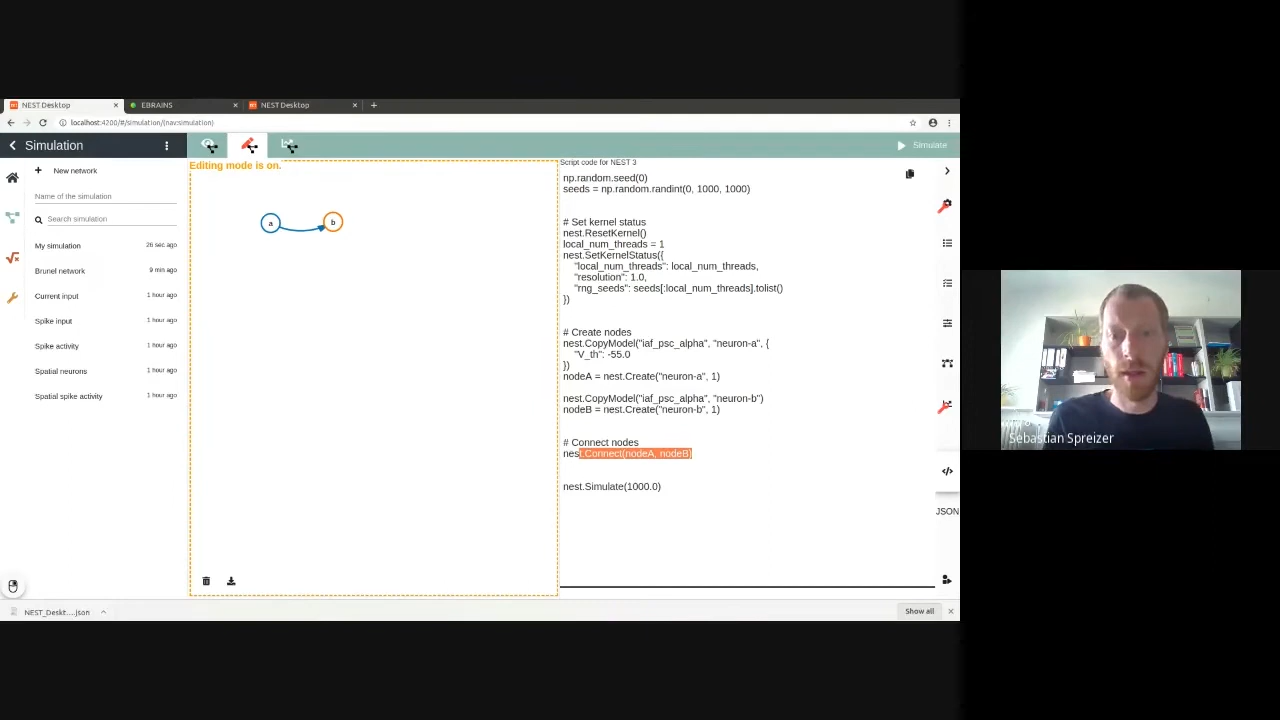 NEST Desktop
EBRAINS
NEST Desktop
localhost:4200/#/simulation/(nav:simulation)
Simulation
Simulate
New network
Name of the simulation
Search simulation
My simulation 26 sec ago
Brunel network 9 min ago
Current input 1 hour ago
Spike input 1 hour ago
Spike activity 1 hour ago
Spatial neurons 1 hour ago
Spatial spike activity 1 hour ago
Editing mode is on.
a
b
Script code for NEST 3
np.random.seed(0)
seeds = np.random.randint(0, 1000, 1000)
# Set kernel status
nest.ResetKernel()
local_num_threads = 1
nest.SetKernelStatus({
"local_num_threads": local_num_threads,
"resolution": 1.0,
"rng_seeds": seeds[:local_num_threads].tolist()
})
# Create nodes
nest.CopyModel("iaf_psc_alpha", "neuron-a", {
"V_th": -55.0
})
nodeA = nest.Create("neuron-a", 1)
nest.CopyModel("iaf_psc_alpha", "neuron-b")
nodeB = nest.Create("neuron-b", 1)
# Connect nodes
nest.Connect(nodeA, nodeB)
nest.Simulate(1000.0)
JSON
NEST_Deskt....json
Show all
Sebastian Spreizer